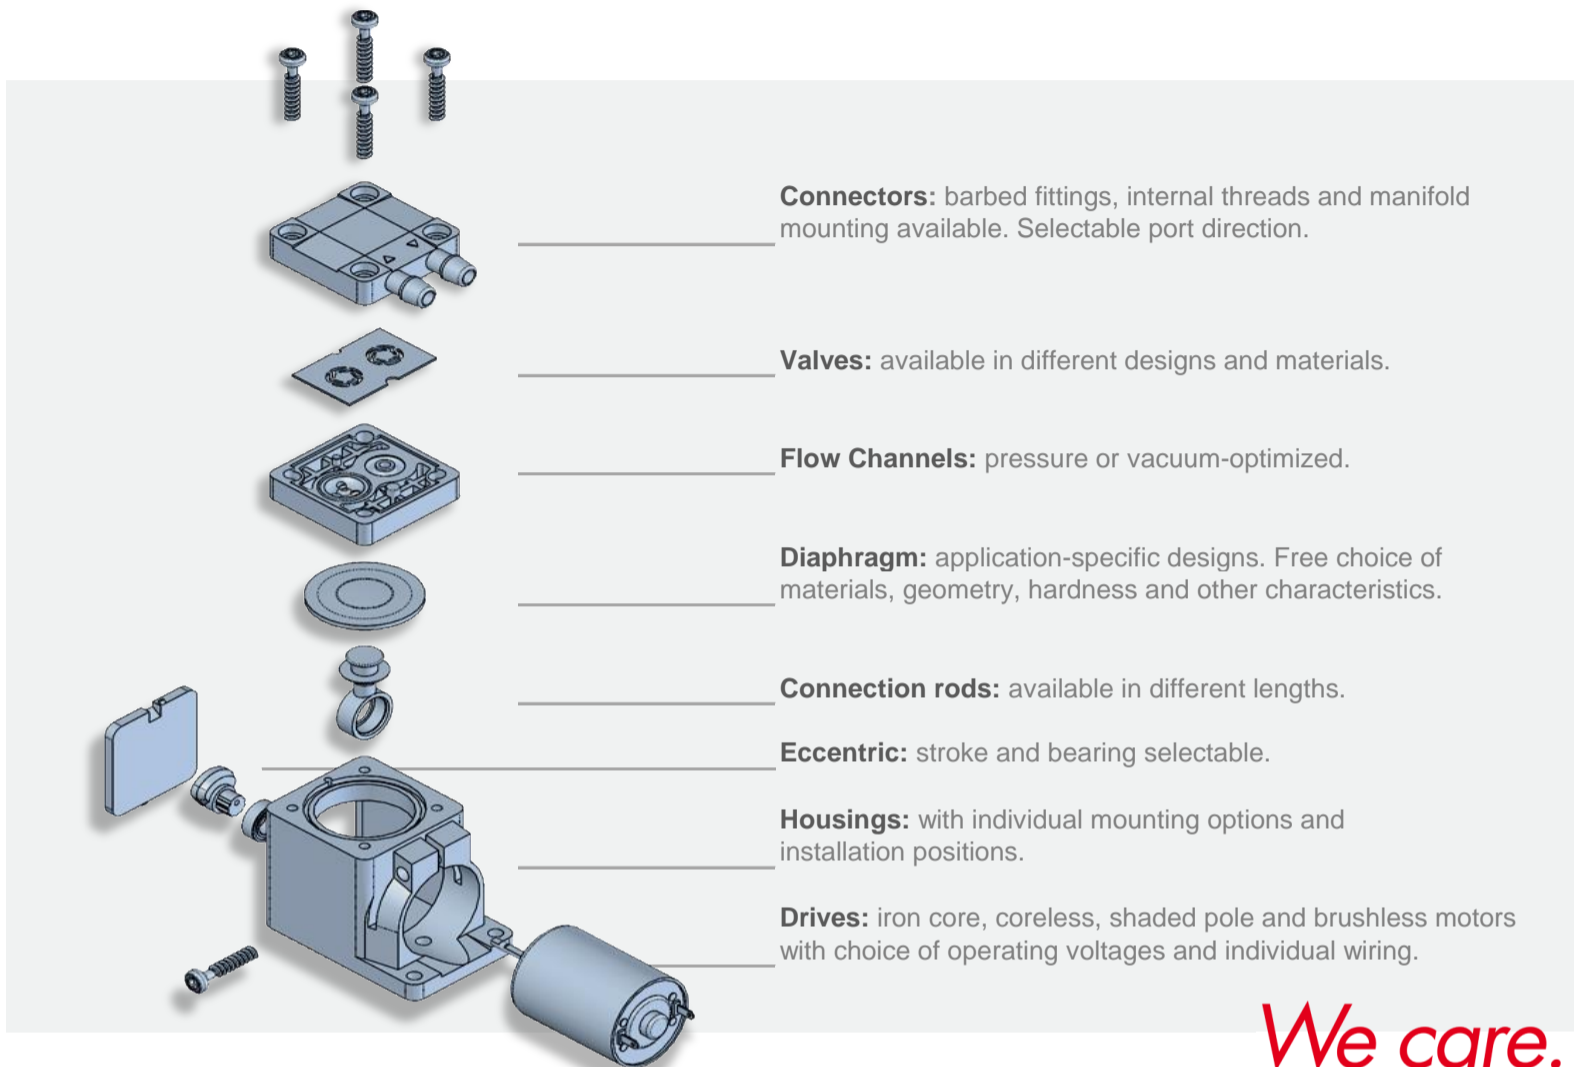 Connectors: barbed fittings, internal threads and manifold
mounting available. Selectable port direction.
Valves: available in different designs and materials.
Flow Channels: pressure or vacuum-optimized.
Diaphragm: application-specific designs. Free choice of
materials, geometry, hardness and other characteristics.
Connection rods: available in different lengths.
Eccentric: stroke and bearing selectable.
Housings: with individual mounting options and
installation positions.
Drives: iron core, coreless, shaded pole and brushless motors
with choice of operating voltages and individual wiring.
We care.